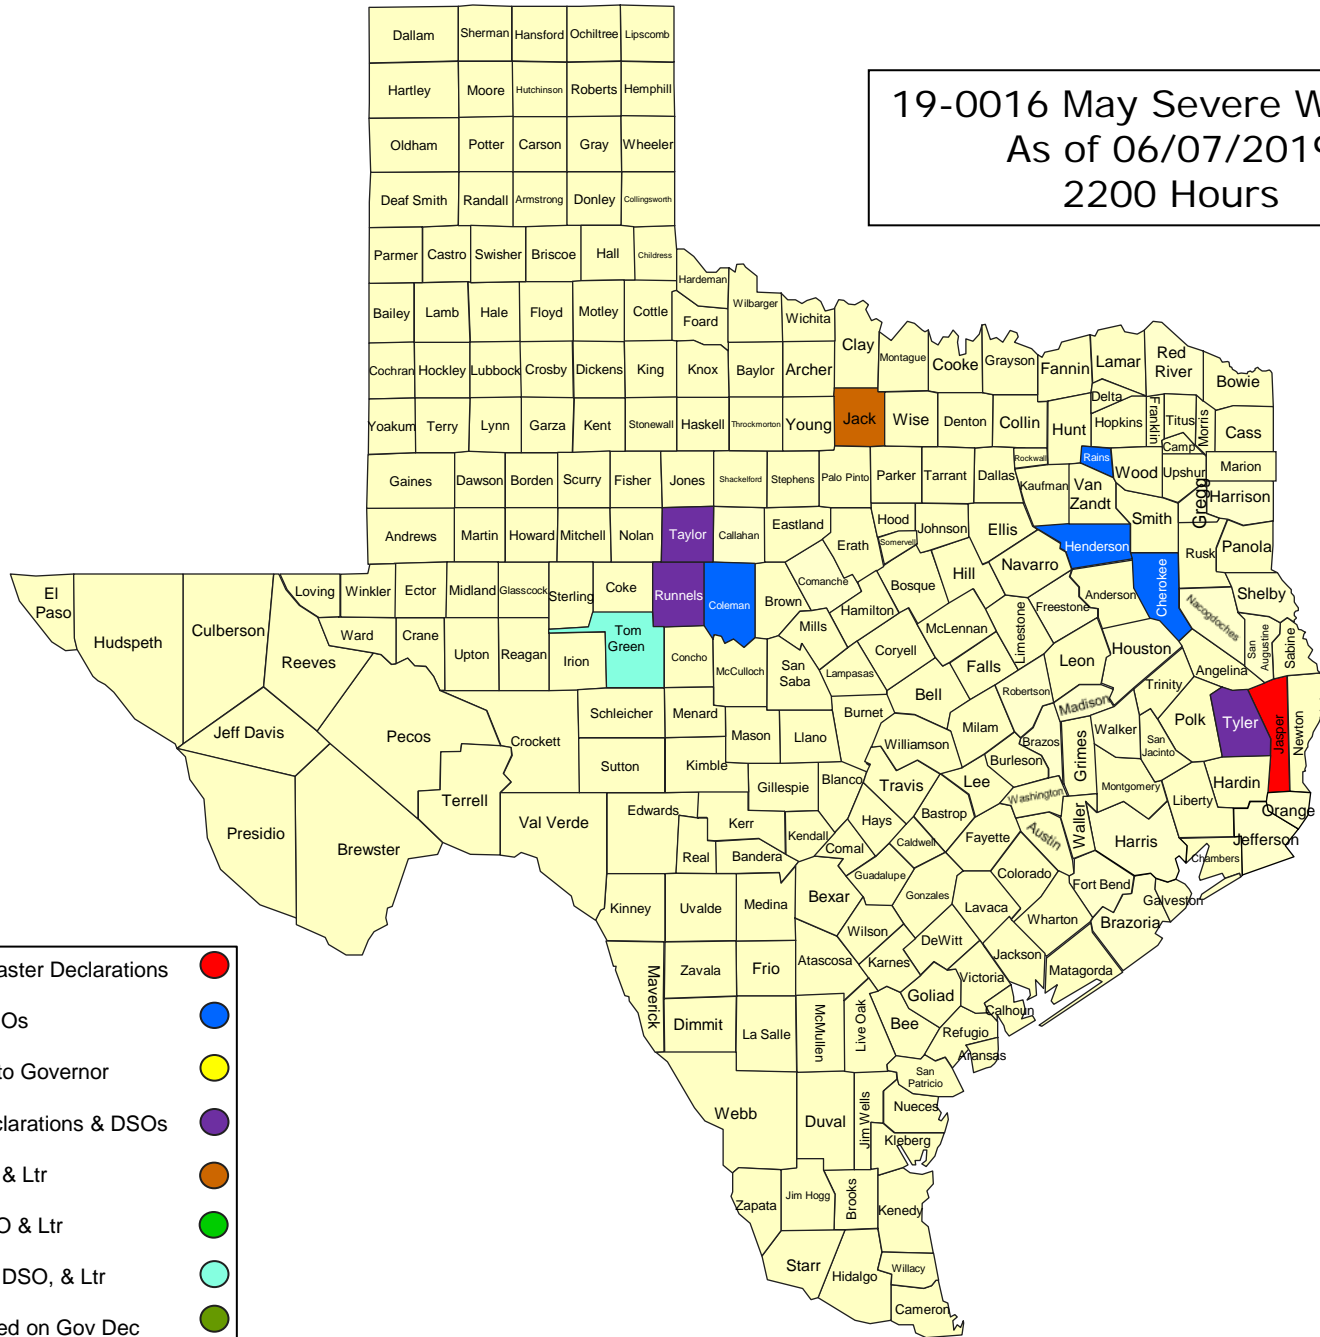 Dallam Sherman Hansford Ochiltree Lipscomb
Hartley Moore Hutchinson Roberts Hemphill
19-0016 May Severe W
As of 06/07/2019
2200 Hours
Oldham Potter Carson Gray Wheeler
Deaf Smith Randall Armstrong Donley Collingsworth
Parmer Castro Swisher Briscoe Hall Childress
Hardeman
Bailey Lamb Hale Floyd Motley Cottle Foard Wilbarger Wichita
Clay Montague Cooke Grayson Fannin Lamar Red River Bowie
Cochran Hockley Lubbock Crosby Dickens King Knox Baylor Archer
Delta
Yoakum Terry Lynn Garza Kent Stonewall Haskell Throckmorton Young Jack Wise Denton Collin Hunt Hopkins Franklin Titus Morris Cass
Camp
Rockwall Rains
Gaines Dawson Borden Scurry Fisher Jones Shackelford Stephens Palo Pinto Parker Tarrant Dallas Kaufman Van Zandt Wood Upshur Marion
Gregg Harrison
Andrews Martin Howard Mitchell Nolan Taylor Callahan Eastland Erath Hood Somervell Johnson Ellis Henderson Smith Rusk Panola
El Paso Hudspeth Culberson Loving Winkler Ector Midland Glasscock Sterling Coke Runnels Coleman Brown Comanche Bosque Hill Navarro Anderson Cherokee Nacogdoches Shelby
Hamilton Freestone
Reeves Ward Crane Upton Reagan Irion Tom Green Concho McCulloch San Saba Mills Lampasas Coryell McLennan Limestone Falls Leon Houston Angelina San Augustine Sabine
Jeff Davis Pecos Crockett Schleicher Menard Mason Llano Burnet Bell Milam Robertson Madison Trinity Walker San Jacinto Polk Tyler Jasper Newton
Sutton Kimble Gillespie Blanco Williamson Travis Lee Burleson Brazos Grimes Washington Montgomery Liberty Hardin
Presidio Brewster Terrell Val Verde Edwards Kerr Real Bandera Kendall Hays Comal Caldwell Bastrop Fayette Austin Waller Harris Chambers Jefferson Orange
Kinney Uvalde Medina Bexar Guadalupe Gonzales Lavaca Colorado Wharton Fort Bend Brazoria Galveston
Wilson DeWitt
Maverick Zavala Frio Atascosa Karnes Goliad Victoria Jackson Matagorda
Dimmit La Salle McMullen Live Oak Bee Refugio Calhoun
Aransas
San Patricio
Webb Duval Jim Wells Nueces
Kleberg
Zapata Jim Hogg Brooks Kenedy
Starr Hidalgo Willacy
Cameron
aster Declarations
Os
to Governor
clarations & DSOs
& Ltr
O & Ltr
DSO, & Ltr
ed on Gov Dec